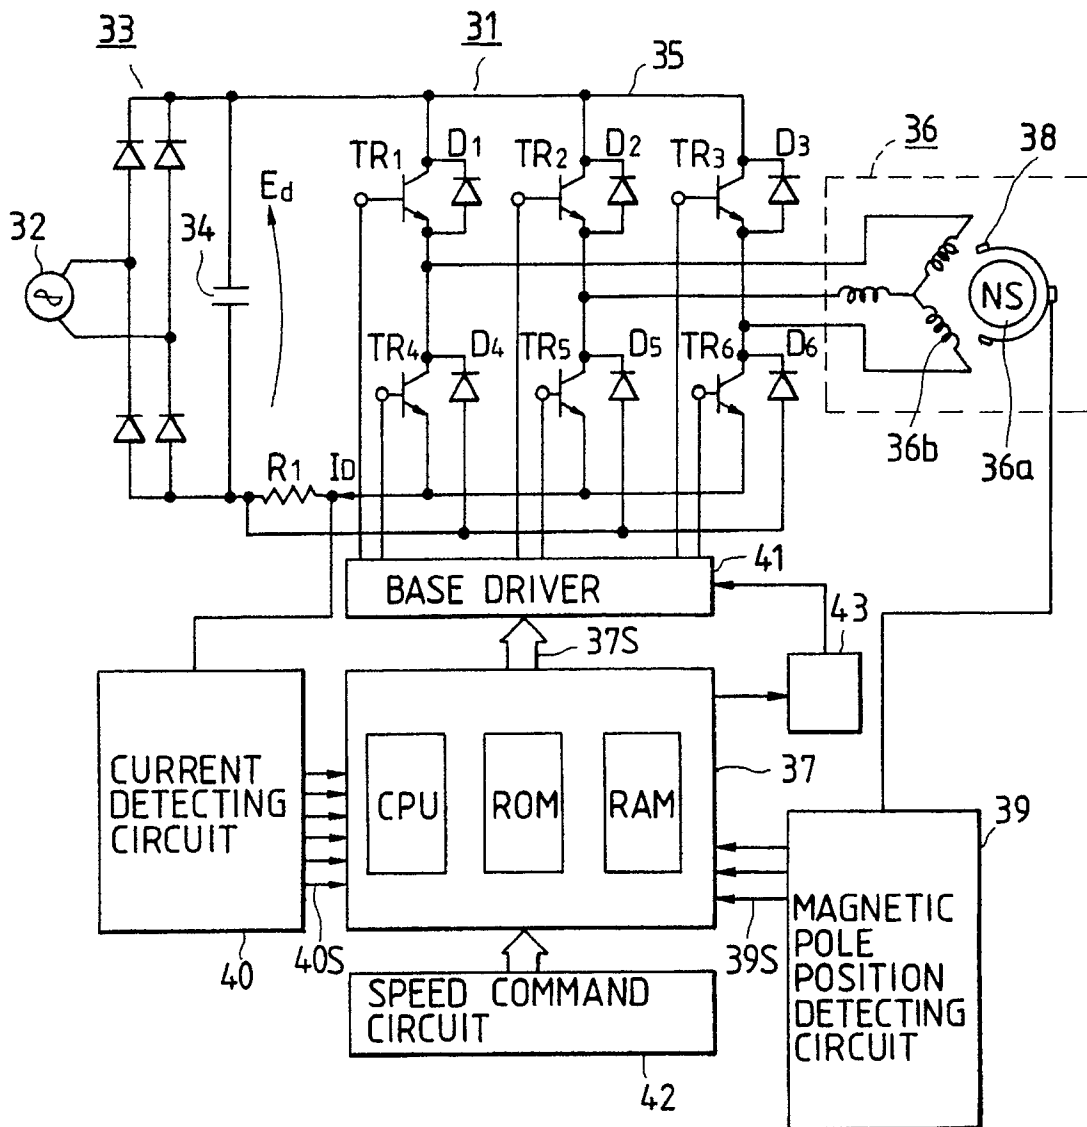 33
31
35
TR1
D1
TR2
D2
TR3
D3
36
38
Ed
32
34
NS
TR4
D4
TR5
D5
TR6
D6
36b
36a
R1
ID
BASE DRIVER
41
43
37S
CURRENT
DETECTING
CIRCUIT
CPU
ROM
RAM
37
39
40
40S
39S
MAGNETIC
POLE
POSITION
DETECTING
CIRCUIT
SPEED COMMAND
CIRCUIT
42